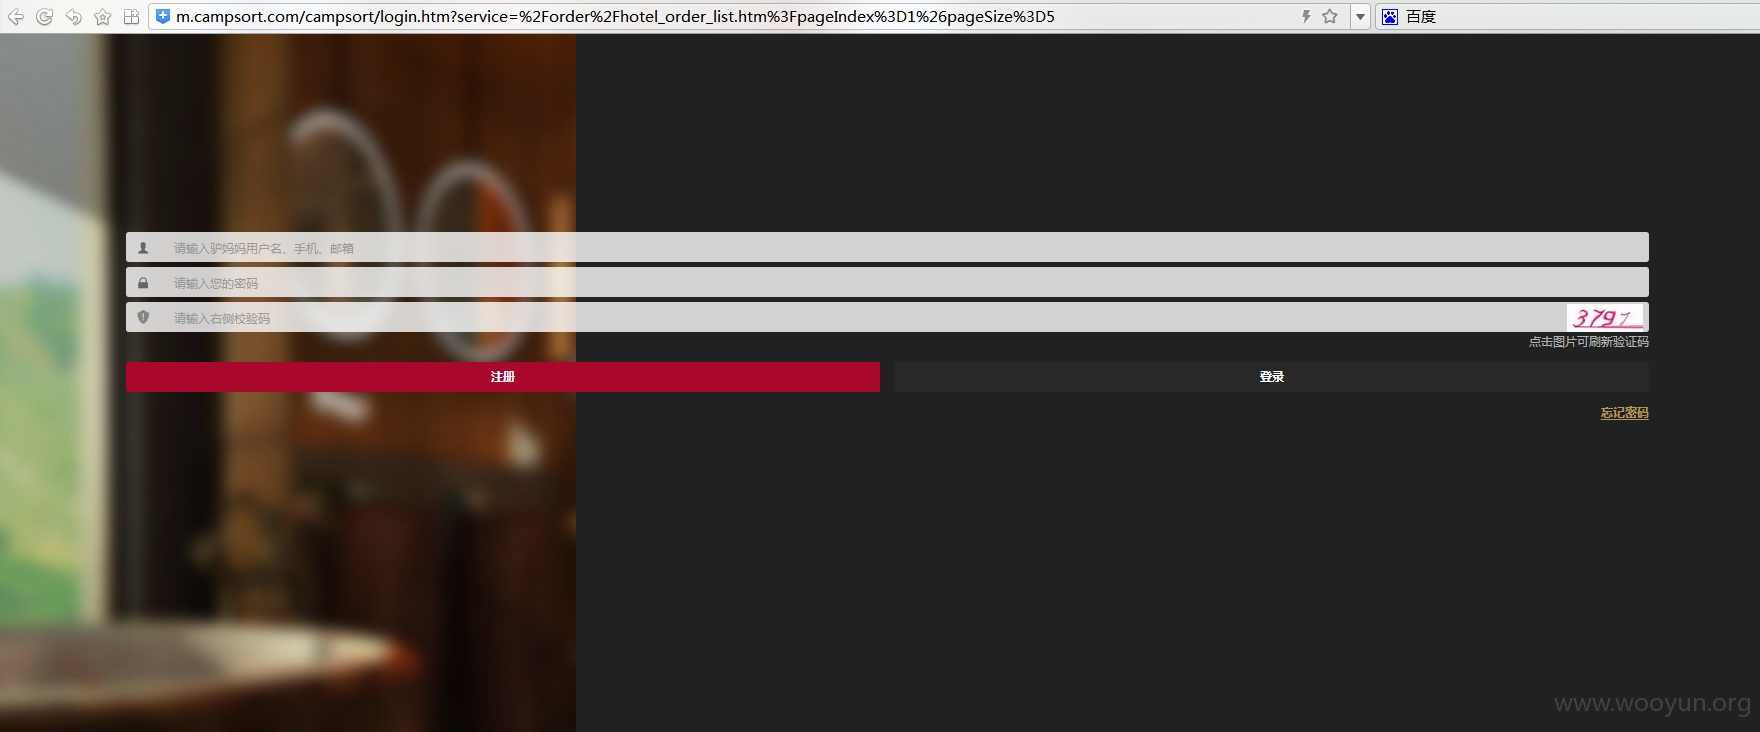 m.campsort.com/campsort/login.htm?service=%2Forder%2Fhotel_order_list.htm%3FpageIndex%3D1%26pageSize%3D5
百度
请输入驴妈妈用户名、手机、邮箱
请输入您的密码
请输入右侧校验码
3797
点击图片可刷新验证码
注册
登录
忘记密码
www.wooyun.org